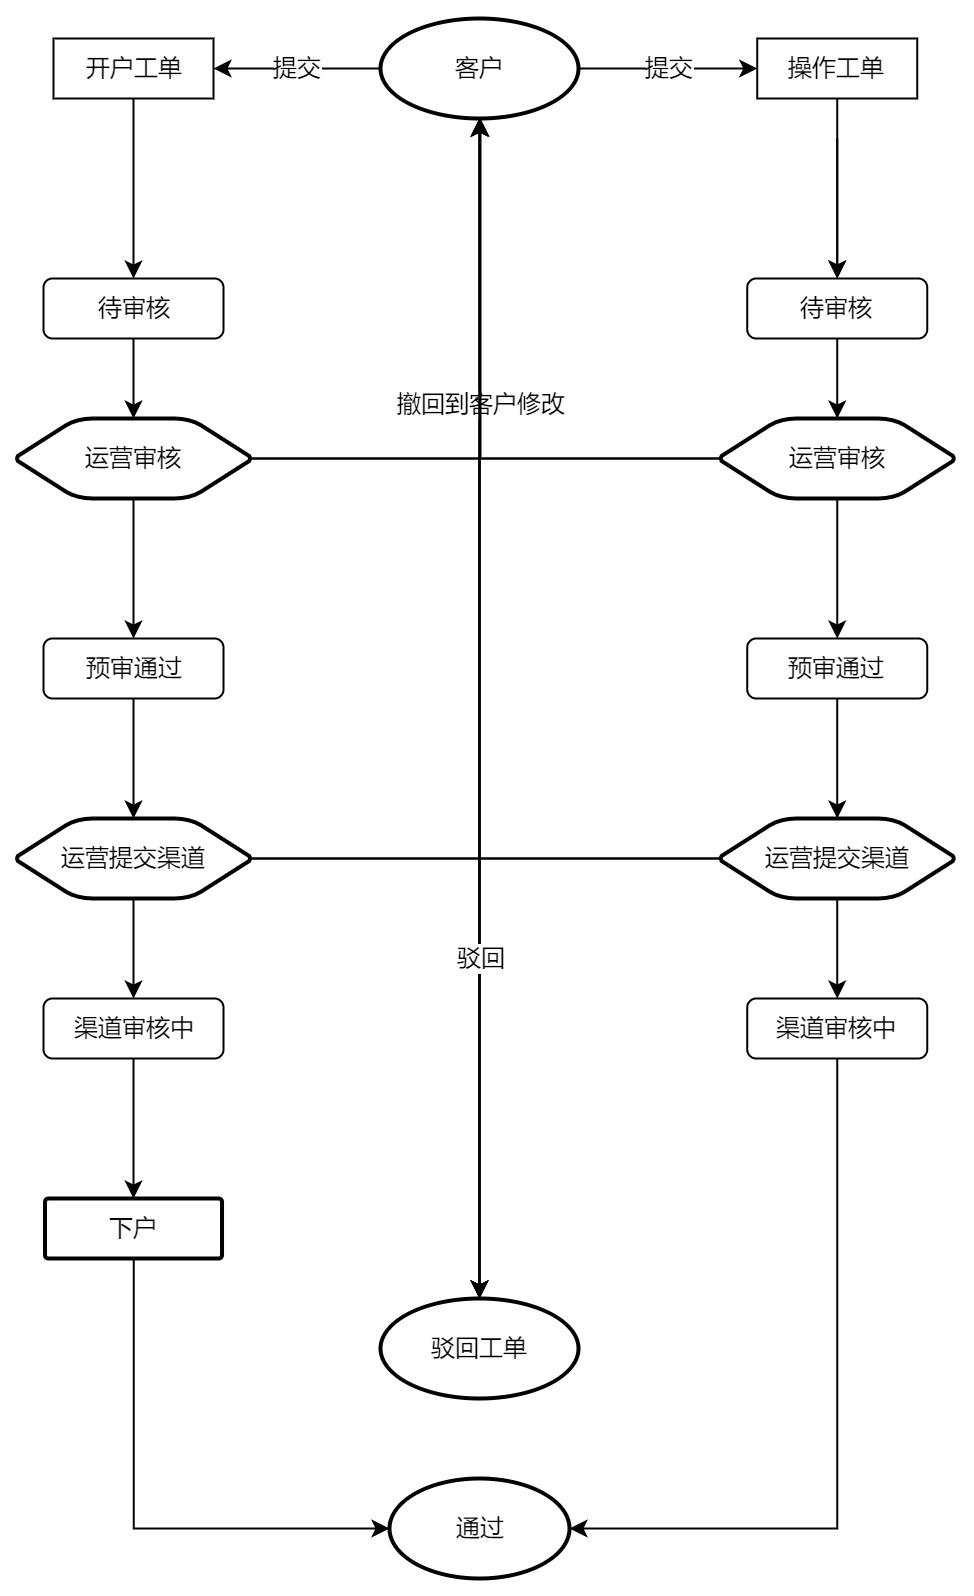 开户工单
提交
客户
提交
操作工单
待审核
待审核
撤回到客户修改
运营审核
运营审核
预审通过
预审通过
运营提交渠道
运营提交渠道
驳回
渠道审核中
渠道审核中
下户
驳回工单
通过